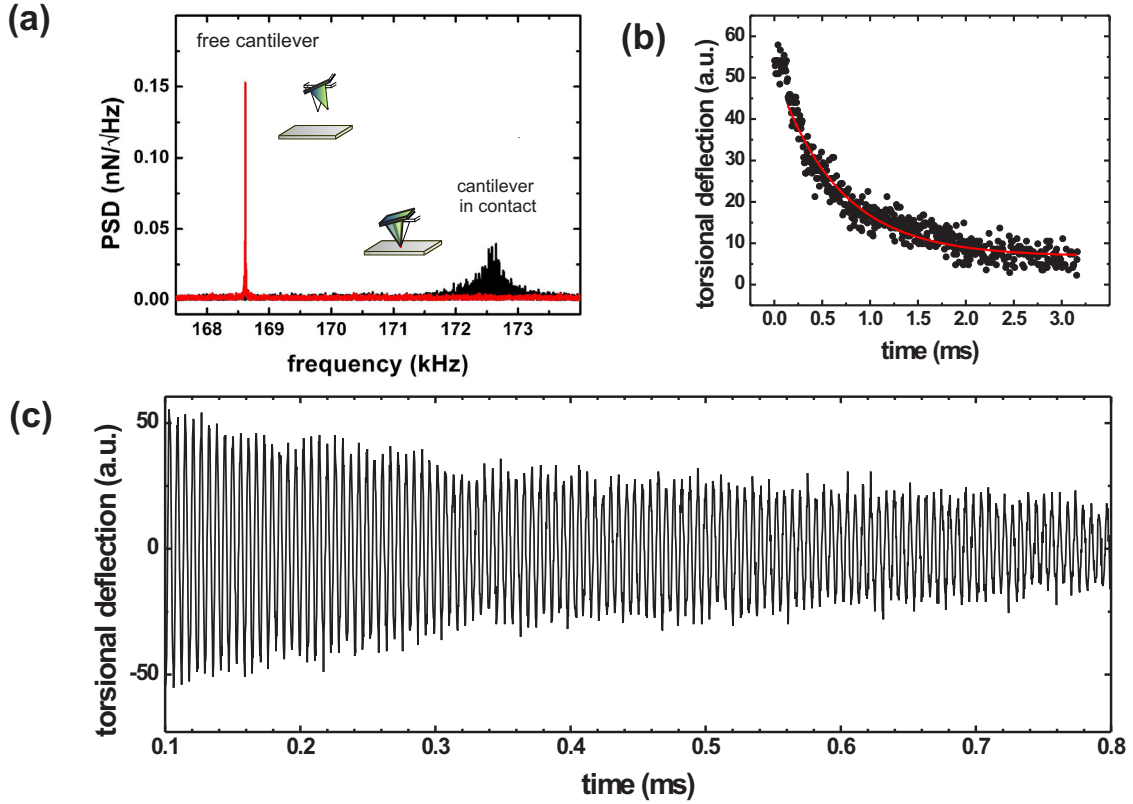 (a)
free cantilever
cantilever
in contact
PSD (nN/√Hz)
0.15
0.10
0.05
0.00
168 169 170 171 172 173
frequency (kHz)
(b)
torsional deflection (a.u.)
60
50
40
30
20
10
0
0.0 0.5 1.0 1.5 2.0 2.5 3.0
time (ms)
(c)
torsional deflection (a.u.)
50
0
-50
0.1 0.2 0.3 0.4 0.5 0.6 0.7 0.8
time (ms)